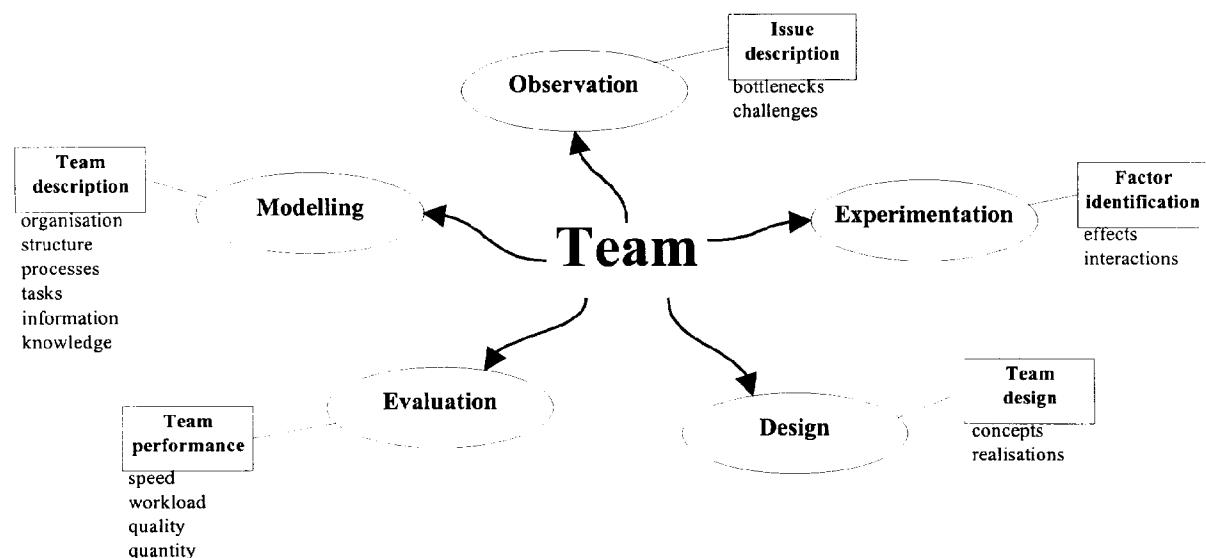 Issue
description
bottlenecks
challenges
Observation
Team
description
organisation
structure
processes
tasks
information
knowledge
Modelling
Factor
identification
effects
interactions
Experimentation
Team
Evaluation
Team
performance
speed
workload
quality
quantity
Design
Team
design
concepts
realisations